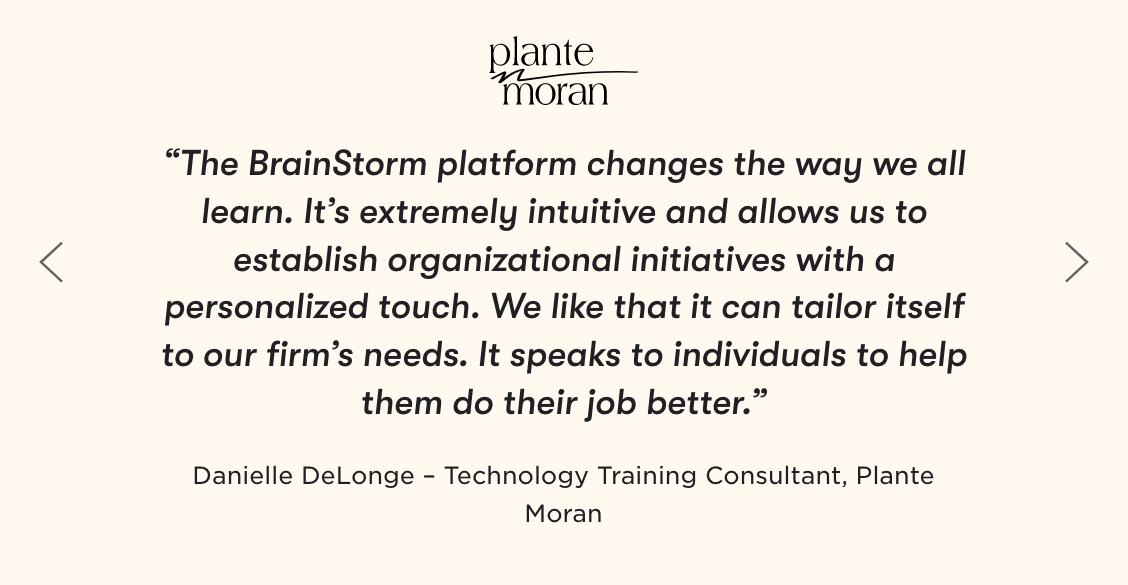 plante
moran
“The BrainStorm platform changes the way we all
learn. It’s extremely intuitive and allows us to
establish organizational initiatives with a
personalized touch. We like that it can tailor itself
to our firm’s needs. It speaks to individuals to help
them do their job better.”
Danielle DeLonge – Technology Training Consultant, Plante
Moran